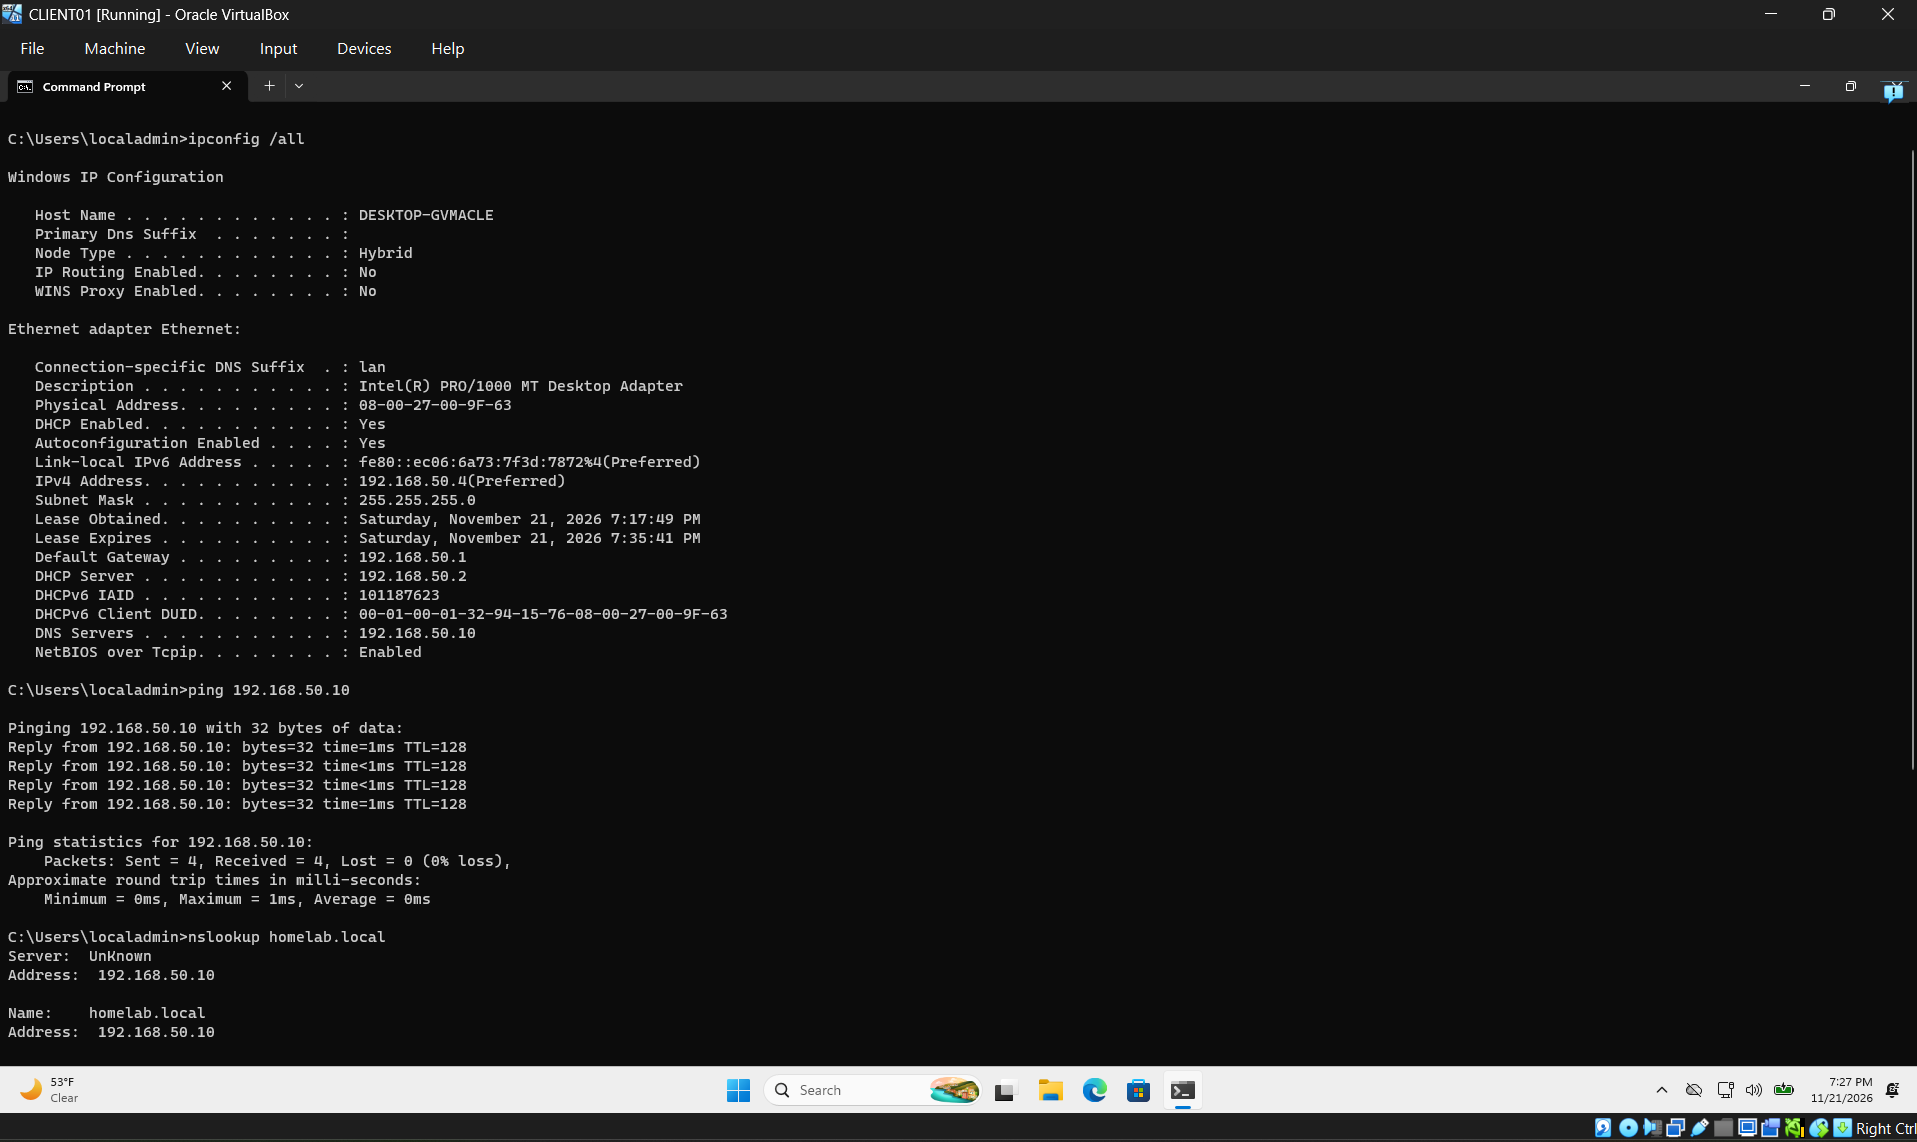 CLIENT01 [Running] - Oracle VirtualBox
File Machine View Input Devices Help
Command Prompt
C:\Users\localadmin>ipconfig /all
Windows IP Configuration
Host Name . . . . . . . . . . . . : DESKTOP-GVMACLE
Primary Dns Suffix  . . . . . . . :
Node Type . . . . . . . . . . . . : Hybrid
IP Routing Enabled. . . . . . . . : No
WINS Proxy Enabled. . . . . . . . : No
Ethernet adapter Ethernet:
Connection-specific DNS Suffix  . : lan
Description . . . . . . . . . . . : Intel(R) PRO/1000 MT Desktop Adapter
Physical Address. . . . . . . . . : 08-00-27-00-9F-63
DHCP Enabled. . . . . . . . . . . : Yes
Autoconfiguration Enabled . . . . : Yes
Link-local IPv6 Address . . . . . : fe80::ec06:6a73:7f3d:7872%4(Preferred)
IPv4 Address. . . . . . . . . . . : 192.168.50.4(Preferred)
Subnet Mask . . . . . . . . . . . : 255.255.255.0
Lease Obtained. . . . . . . . . . : Saturday, November 21, 2026 7:17:49 PM
Lease Expires . . . . . . . . . . : Saturday, November 21, 2026 7:35:41 PM
Default Gateway . . . . . . . . . : 192.168.50.1
DHCP Server . . . . . . . . . . . : 192.168.50.2
DHCPv6 IAID . . . . . . . . . . . : 101187623
DHCPv6 Client DUID. . . . . . . . : 00-01-00-01-32-94-15-76-08-00-27-00-9F-63
DNS Servers . . . . . . . . . . . : 192.168.50.10
NetBIOS over Tcpip. . . . . . . . : Enabled
C:\Users\localadmin>ping 192.168.50.10
Pinging 192.168.50.10 with 32 bytes of data:
Reply from 192.168.50.10: bytes=32 time=1ms TTL=128
Reply from 192.168.50.10: bytes=32 time<1ms TTL=128
Reply from 192.168.50.10: bytes=32 time<1ms TTL=128
Reply from 192.168.50.10: bytes=32 time=1ms TTL=128
Ping statistics for 192.168.50.10:
Packets: Sent = 4, Received = 4, Lost = 0 (0% loss),
Approximate round trip times in milli-seconds:
Minimum = 0ms, Maximum = 1ms, Average = 0ms
C:\Users\localadmin>nslookup homelab.local
Server:  UnKnown
Address:  192.168.50.10
Name:    homelab.local
Address:  192.168.50.10
53°F
Clear
Search
7:27 PM
11/21/2026
Right Ctrl